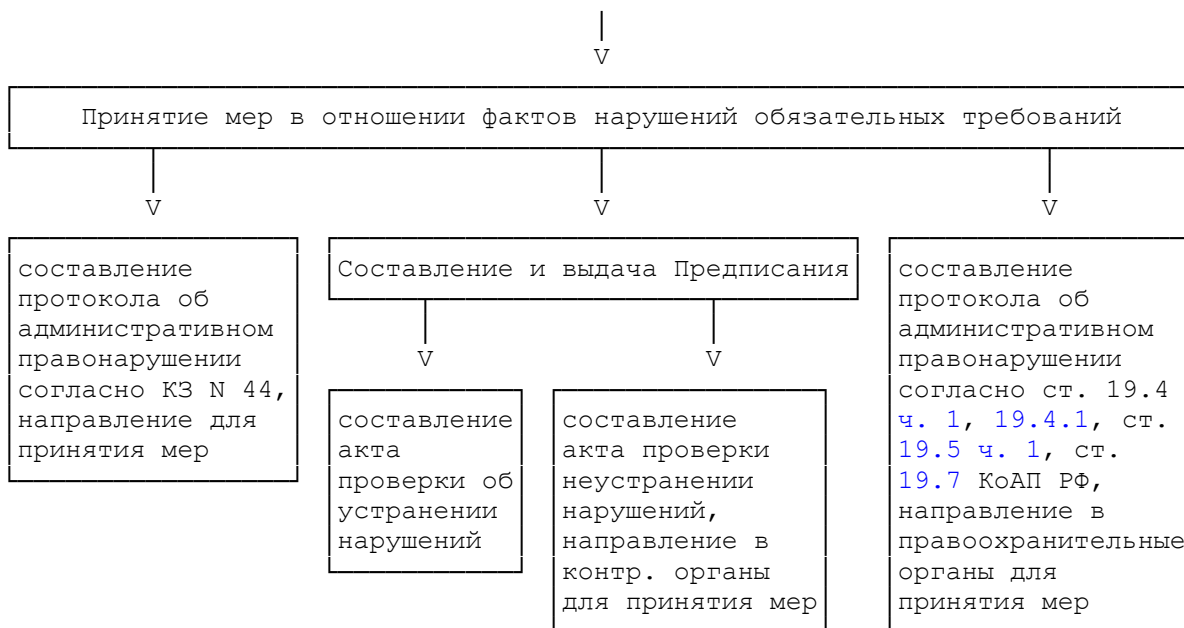 V
Принятие мер в отношении фактов нарушений обязательных требований
V
V
V
составление
протокола об
административном
правонарушении
согласно КЗ N 44,
направление для
принятия мер
Составление и выдача Предписания
V
V
составление
акта
проверки об
устранении
нарушений
составление
акта проверки
неустранении
нарушений,
направление в
контр. органы
для принятия мер
составление
протокола об
административном
правонарушении
согласно ст. 19.4
ч. 1, 19.4.1, ст.
19.5 ч. 1, ст.
19.7 КоАП РФ,
направление в
правоохранительные
органы для
принятия мер